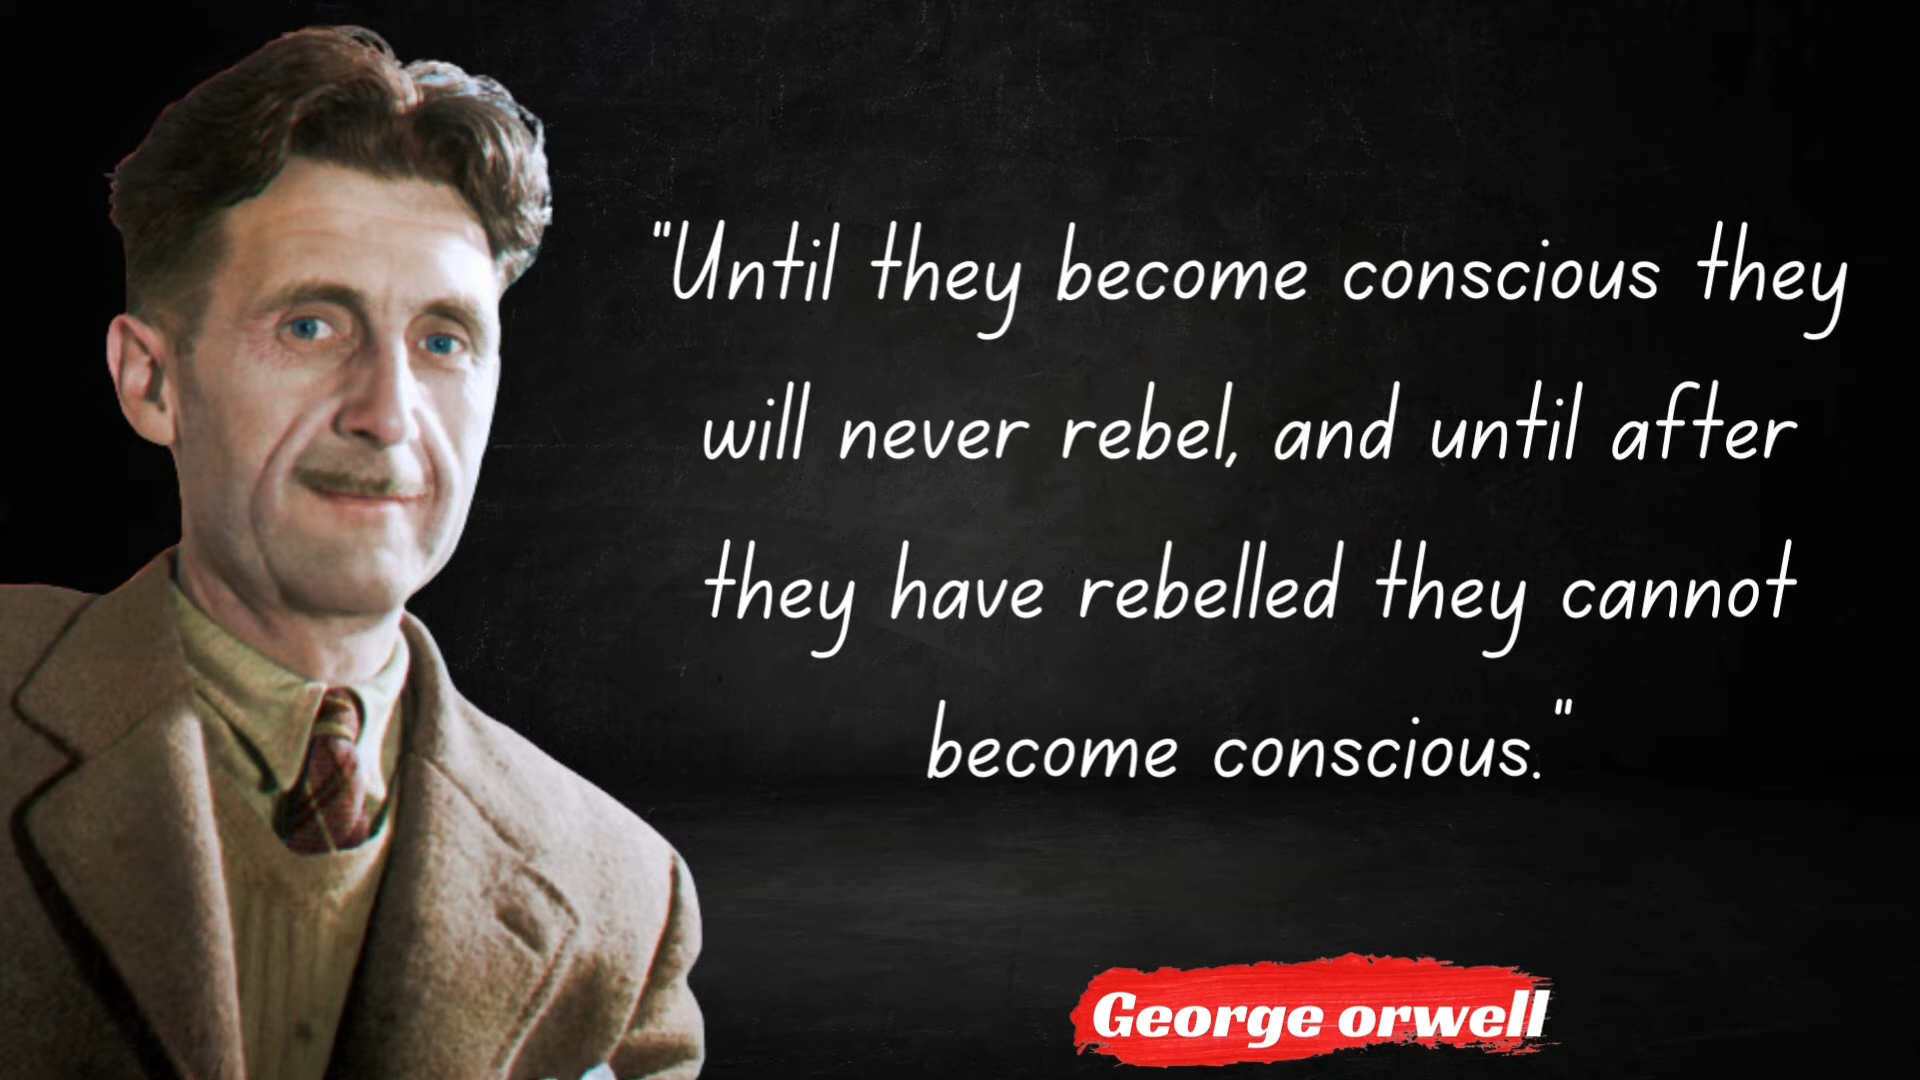 "Until they become conscious they
will never rebel, and until after
they have rebelled they cannot
become conscious."
George orwell